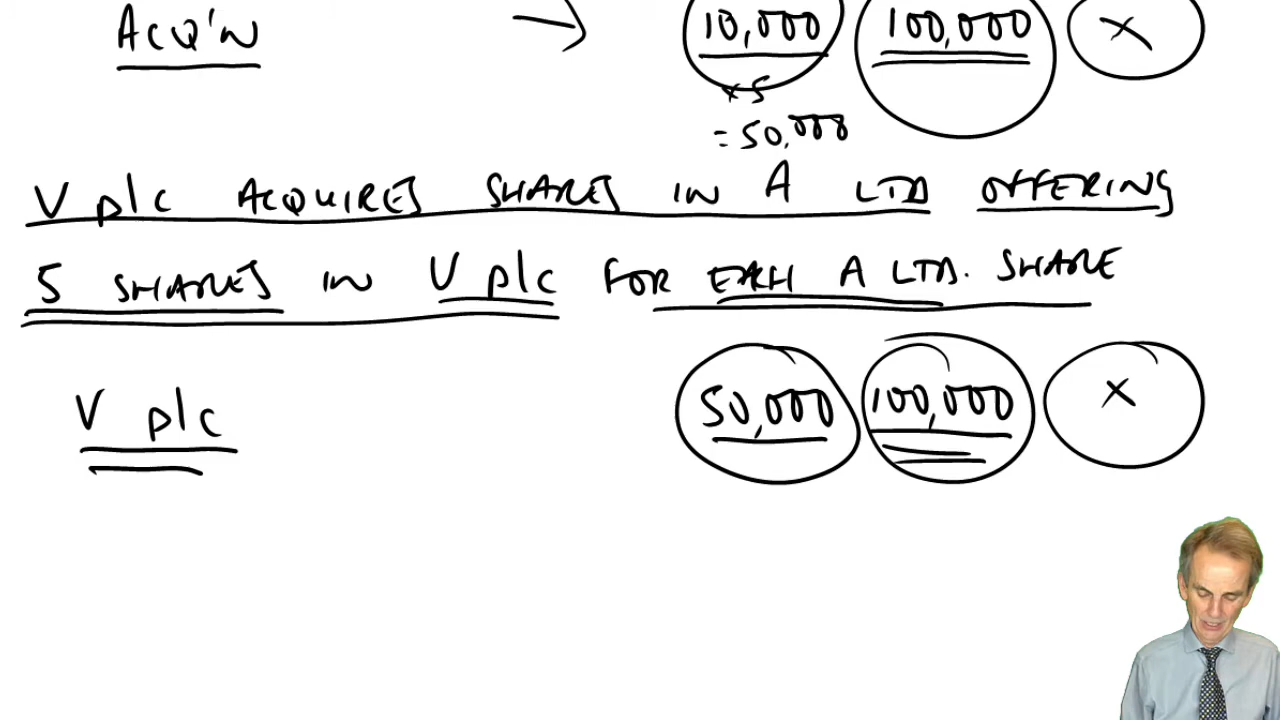 ACQ'N → 10,000 100,000 X
x 5
= 50,000
V plc ACQUIRES SHARES IN A LTD OFFERING
5 SHARES IN V plc FOR EACH A LTD. SHARE
V plc 50,000 100,000 X